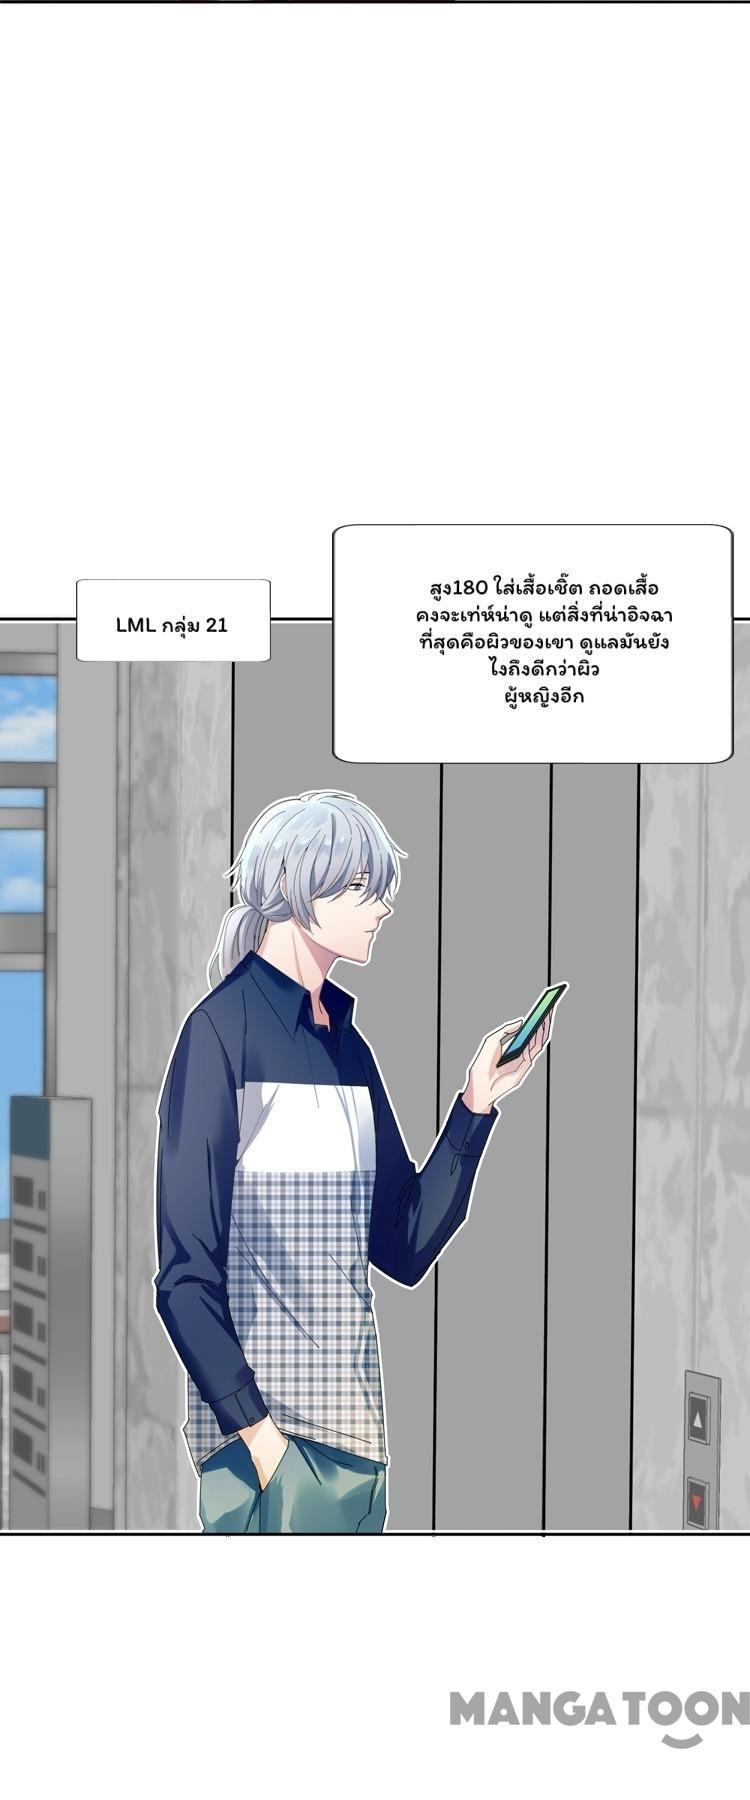 LML กลุ่ม 21
สูง180 ใส่เสื้อเชิ๊ต ถอดเสื้อ
คงจะเท่ห์น่าดู แต่สิ่งที่น่าอิจฉา
ที่สุดคือผิวของเขา ดูแลมันยัง
ไงถึงดีกว่าผิว
ผู้หญิงอีก
MANGA TOON